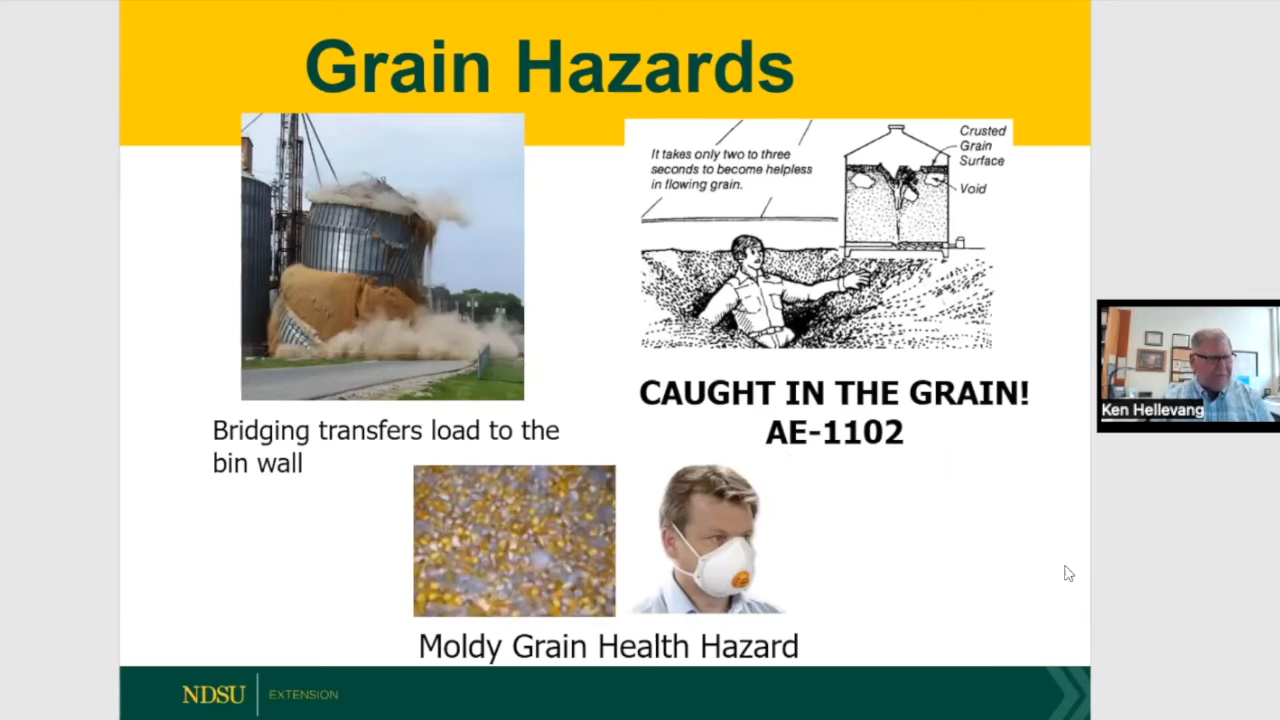 Grain Hazards
It takes only two to three
seconds to become helpless
in flowing grain.
Crusted
Grain
Surface
Void
CAUGHT IN THE GRAIN!
AE-1102
Bridging transfers load to the
bin wall
Moldy Grain Health Hazard
NDSU
EXTENSION
Ken Hellevang